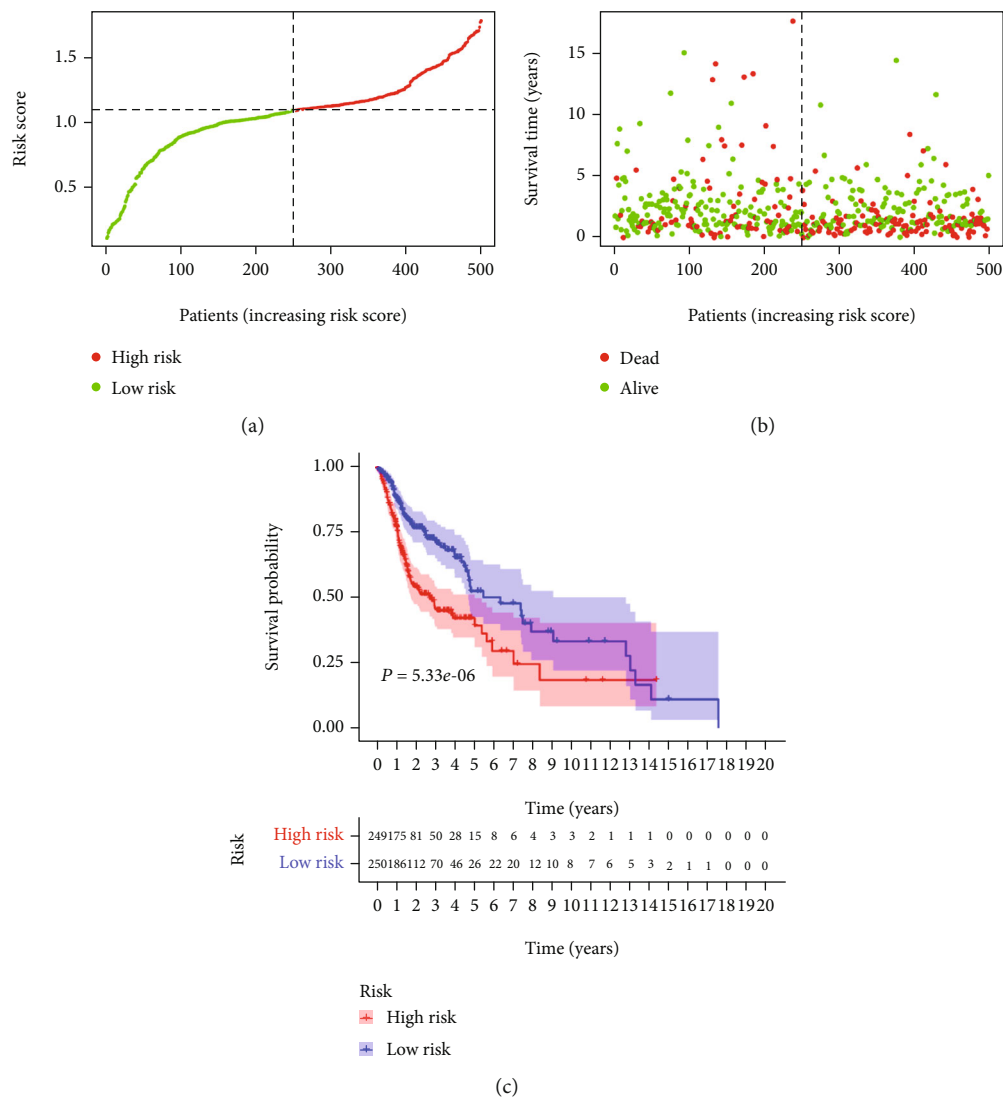 1.5
1.0
0.5
Risk score
0 100 200 300 400 500
Patients (increasing risk score)
High risk
Low risk
(a)
15
10
5
0
Survival time (years)
0 100 200 300 400 500
Patients (increasing risk score)
Dead
Alive
(b)
1.00
0.75
0.50
0.25
0.00
Survival probability
P = 5.33e-06
0 1 2 3 4 5 6 7 8 9 10 11 12 13 14 15 16 17 18 19 20
Time (years)
Risk
High risk 249 175 81 50 28 15 8 6 4 3 3 2 1 1 1 0 0 0 0 0 0
Low risk 250 186 112 70 46 26 22 20 12 10 8 7 6 5 3 2 1 1 0 0 0
0 1 2 3 4 5 6 7 8 9 10 11 12 13 14 15 16 17 18 19 20
Time (years)
Risk
High risk
Low risk
(c)